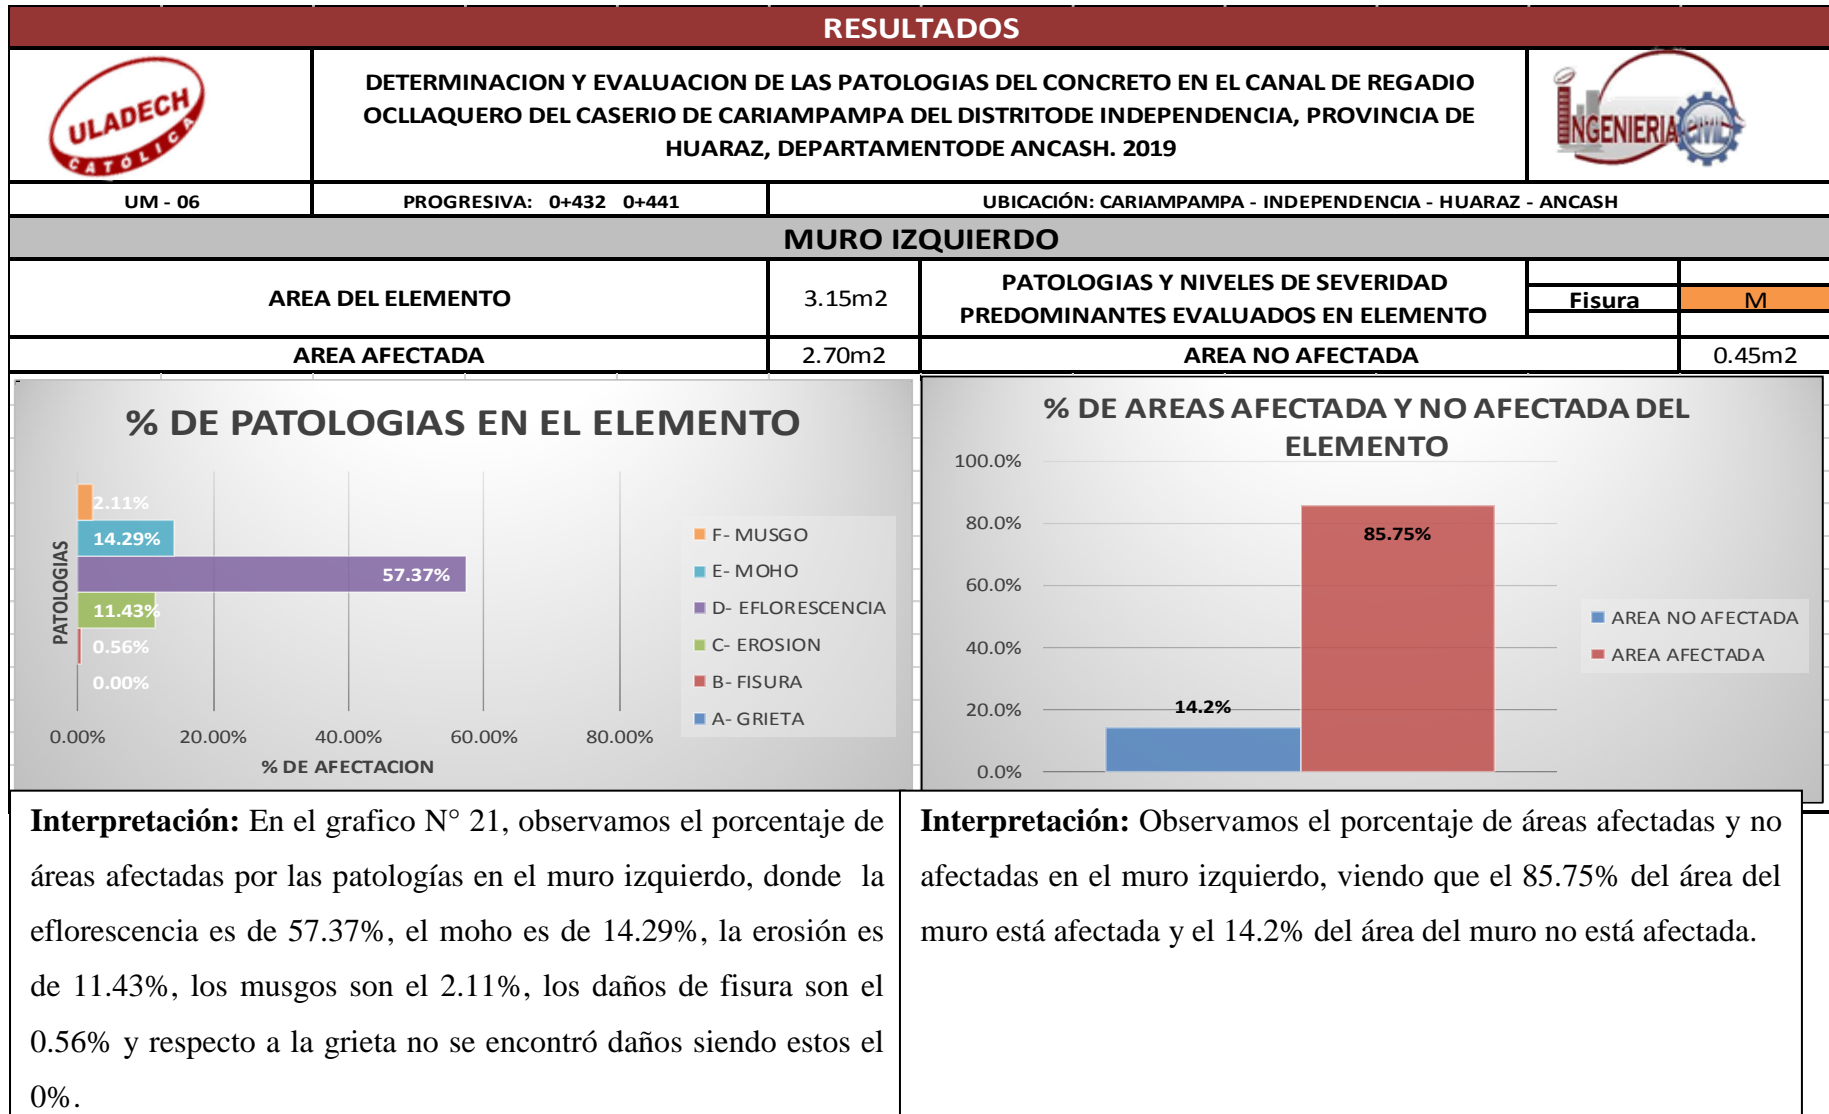 RESULTADOS
ULADECH
CATÓLICA
DETERMINACION Y EVALUACION DE LAS PATOLOGIAS DEL CONCRETO EN EL CANAL DE REGADIO
OCLLAQUERO DEL CASERIO DE CARIAMPAMPA DEL DISTRITODE INDEPENDENCIA, PROVINCIA DE
HUARAZ, DEPARTAMENTODE ANCASH. 2019
INGENIERIA CIVIL
UM - 06
PROGRESIVA: 0+432 0+441
UBICACIÓN: CARIAMPAMPA - INDEPENDENCIA - HUARAZ - ANCASH
MURO IZQUIERDO
AREA DEL ELEMENTO
3.15m2
PATOLOGIAS Y NIVELES DE SEVERIDAD
PREDOMINANTES EVALUADOS EN ELEMENTO
Fisura
M
AREA AFECTADA
2.70m2
AREA NO AFECTADA
0.45m2
% DE PATOLOGIAS EN EL ELEMENTO
PATOLOGIAS
2.11%
14.29%
57.37%
11.43%
0.56%
0.00%
0.00%
20.00%
40.00%
60.00%
80.00%
% DE AFECTACION
F- MUSGO
E- MOHO
D- EFLORESCENCIA
C- EROSION
B- FISURA
A- GRIETA
% DE AREAS AFECTADA Y NO AFECTADA DEL
ELEMENTO
100.0%
80.0%
60.0%
40.0%
20.0%
0.0%
14.2%
85.75%
AREA NO AFECTADA
AREA AFECTADA
Interpretación: En el grafico N° 21, observamos el porcentaje de
áreas afectadas por las patologías en el muro izquierdo, donde la
eflorescencia es de 57.37%, el moho es de 14.29%, la erosión es
de 11.43%, los musgos son el 2.11%, los daños de fisura son el
0.56% y respecto a la grieta no se encontró daños siendo estos el
0%.
Interpretación: Observamos el porcentaje de áreas afectadas y no
afectadas en el muro izquierdo, viendo que el 85.75% del área del
muro está afectada y el 14.2% del área del muro no está afectada.